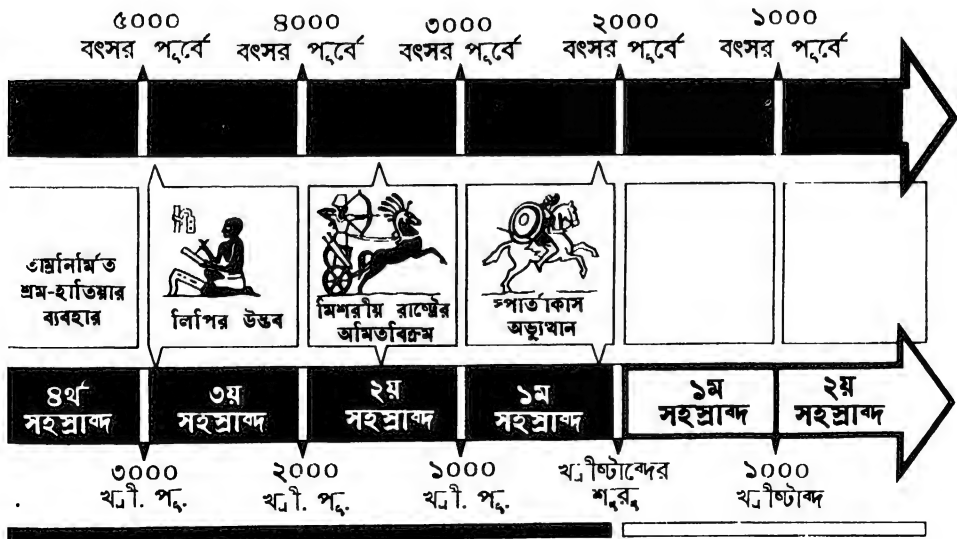 ৫০০০ ৪০০০ ৩০০০ ২০০০ ১০০০
বৎসর পূর্বে বৎসর পূর্বে বৎসর পূর্বে বৎসর পূর্বে বৎসর পূর্বে
তাম্রনির্মিত
শ্রম-হাতিয়ার
ব্যবহার
লিপির উদ্ভব
মিশরীয় রাষ্ট্রের
অমিতবিক্রম
স্পার্তাকাস
অভ্যুত্থান
৪র্থ ৩য় ২য় ১ম ১ম ২য়
সহস্রাব্দ সহস্রাব্দ সহস্রাব্দ সহস্রাব্দ সহস্রাব্দ সহস্রাব্দ
৩০০০ ২০০০ ১০০০ খ্রীষ্টাব্দের ১০০০
খ্রী. পূ. খ্রী. পূ. খ্রী. পূ. শুরু খ্রীষ্টাব্দ